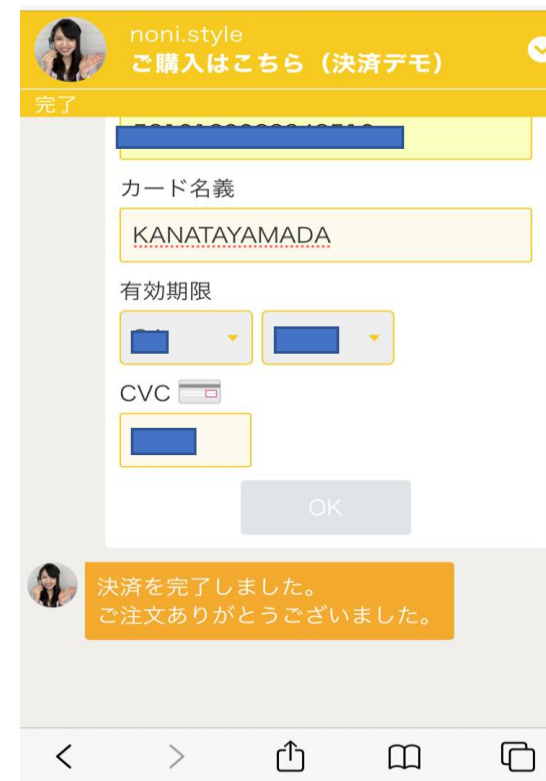 noni.style
ご購入はこちら（決済デモ）
完了
カード名義
KANATAYAMADA
有効期限
CVC
OK
決済を完了しました。
ご注文ありがとうございました。